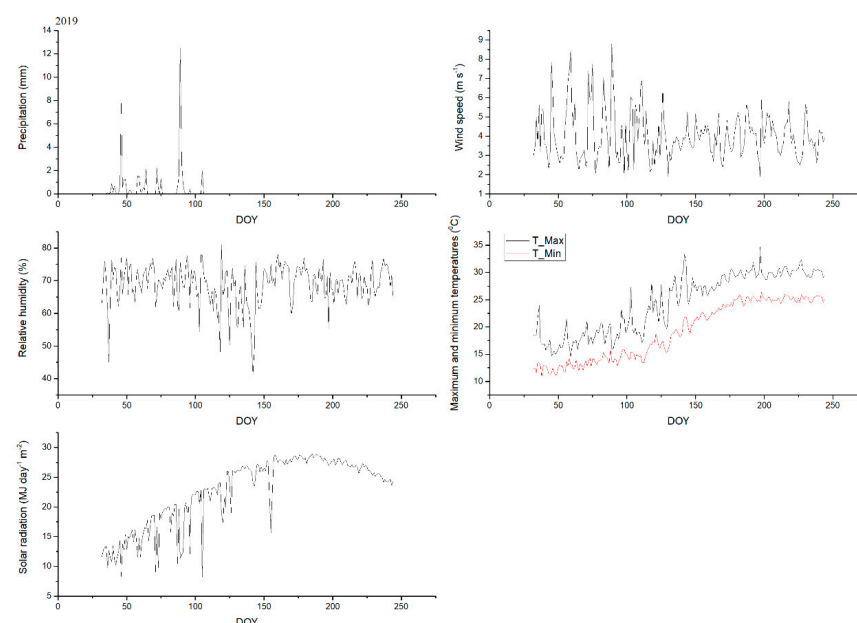 2019
14
12
10
8
6
4
2
0
Precipitation (mm)
0 50 100 150 200 250
DOY
9
8
7
6
5
4
3
2
1
Wind speed (m s⁻¹)
0 50 100 150 200 250
DOY
80
70
60
50
40
Relative humidity (%)
0 50 100 150 200 250
DOY
T_Max
T_Min
35
30
25
20
15
10
Maximum and minimum temperatures (⁰C)
0 50 100 150 200 250
DOY
30
25
20
15
10
5
Solar radiation (MJ day⁻¹ m⁻²)
0 50 100 150 200 250
DOY